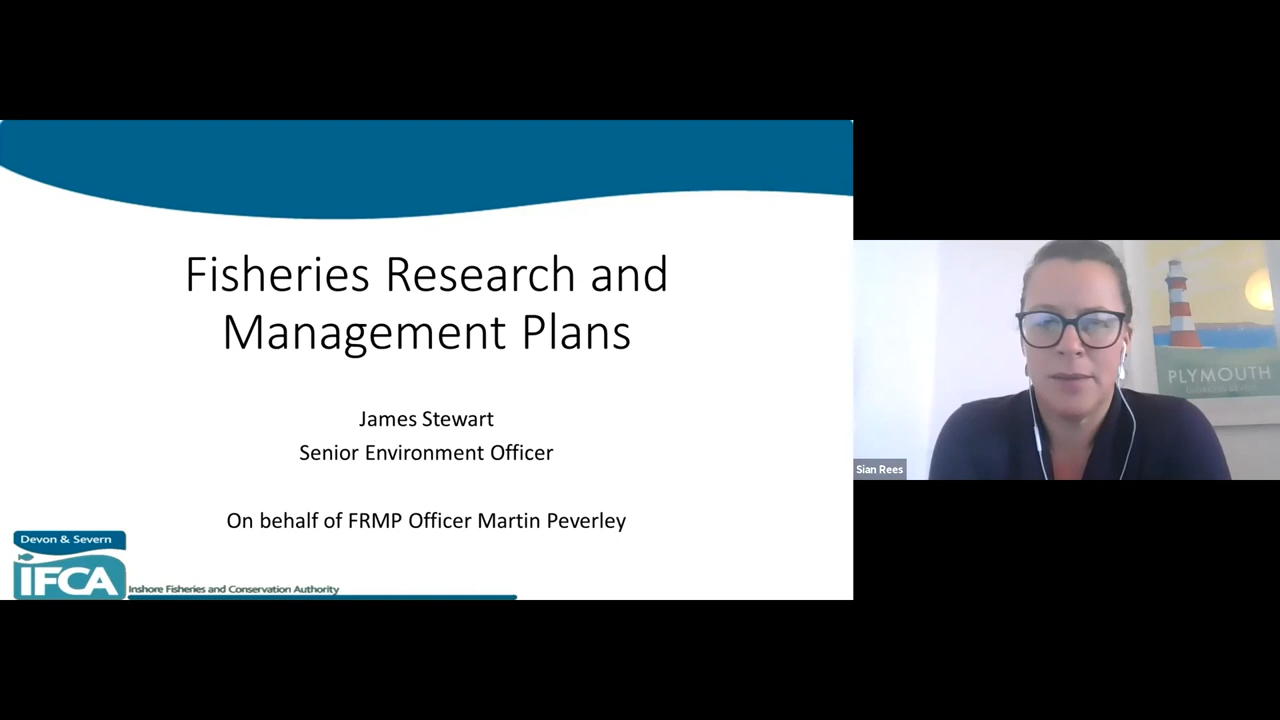 Fisheries Research and
Management Plans
James Stewart
Senior Environment Officer
On behalf of FRMP Officer Martin Peverley
Devon & Severn
IFCA
Inshore Fisheries and Conservation Authority
PLYMOUTH
Sian Rees